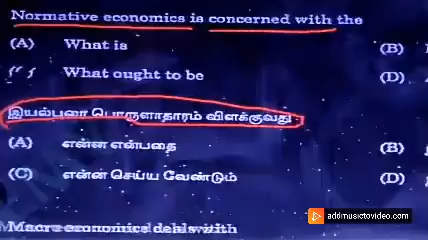 Normative economics is concerned with the
(A) What is (B)
What ought to be (D)
இயல்புரை பொருளாதாரம் விளக்குவது
(A) என்ன என்பதை (B)
(C) என்ன செய்ய வேண்டும் (D)
Macro economics deals with
addmusictovideo.com